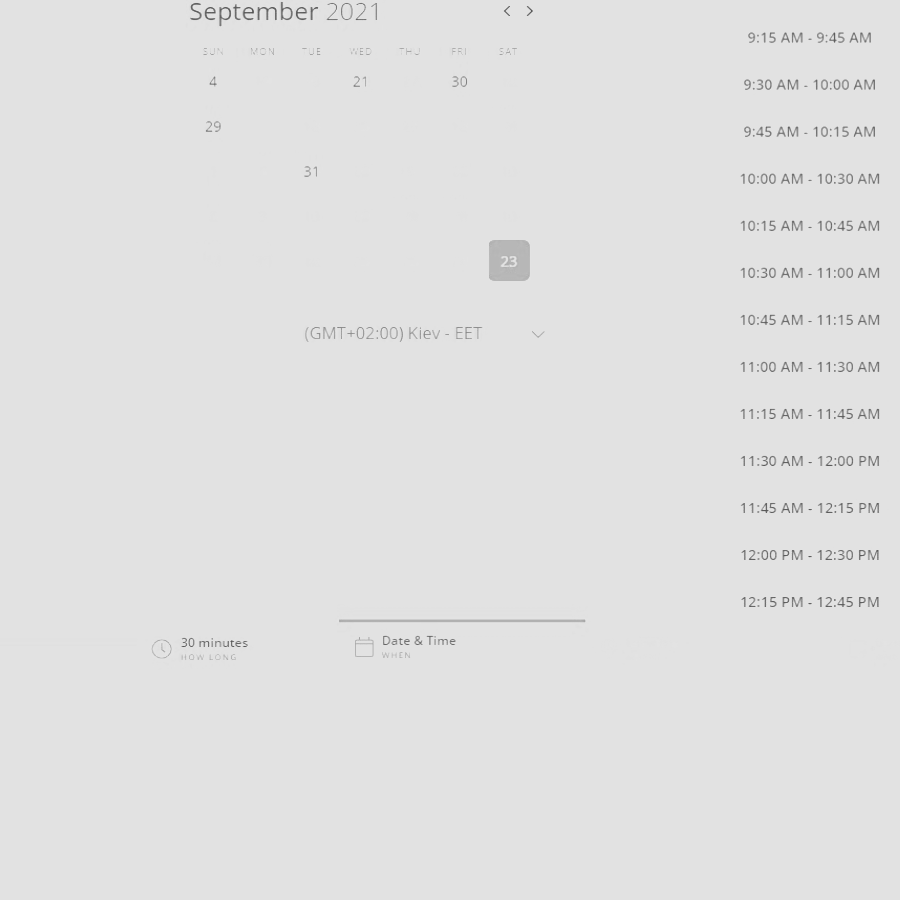 September 2021
SUN MON TUE WED THU FRI SAT
4 21 30
29
31
23
(GMT+02:00) Kiev - EET
9:15 AM - 9:45 AM
9:30 AM - 10:00 AM
9:45 AM - 10:15 AM
10:00 AM - 10:30 AM
10:15 AM - 10:45 AM
10:30 AM - 11:00 AM
10:45 AM - 11:15 AM
11:00 AM - 11:30 AM
11:15 AM - 11:45 AM
11:30 AM - 12:00 PM
11:45 AM - 12:15 PM
12:00 PM - 12:30 PM
12:15 PM - 12:45 PM
30 minutes
HOW LONG
Date & Time
WHEN